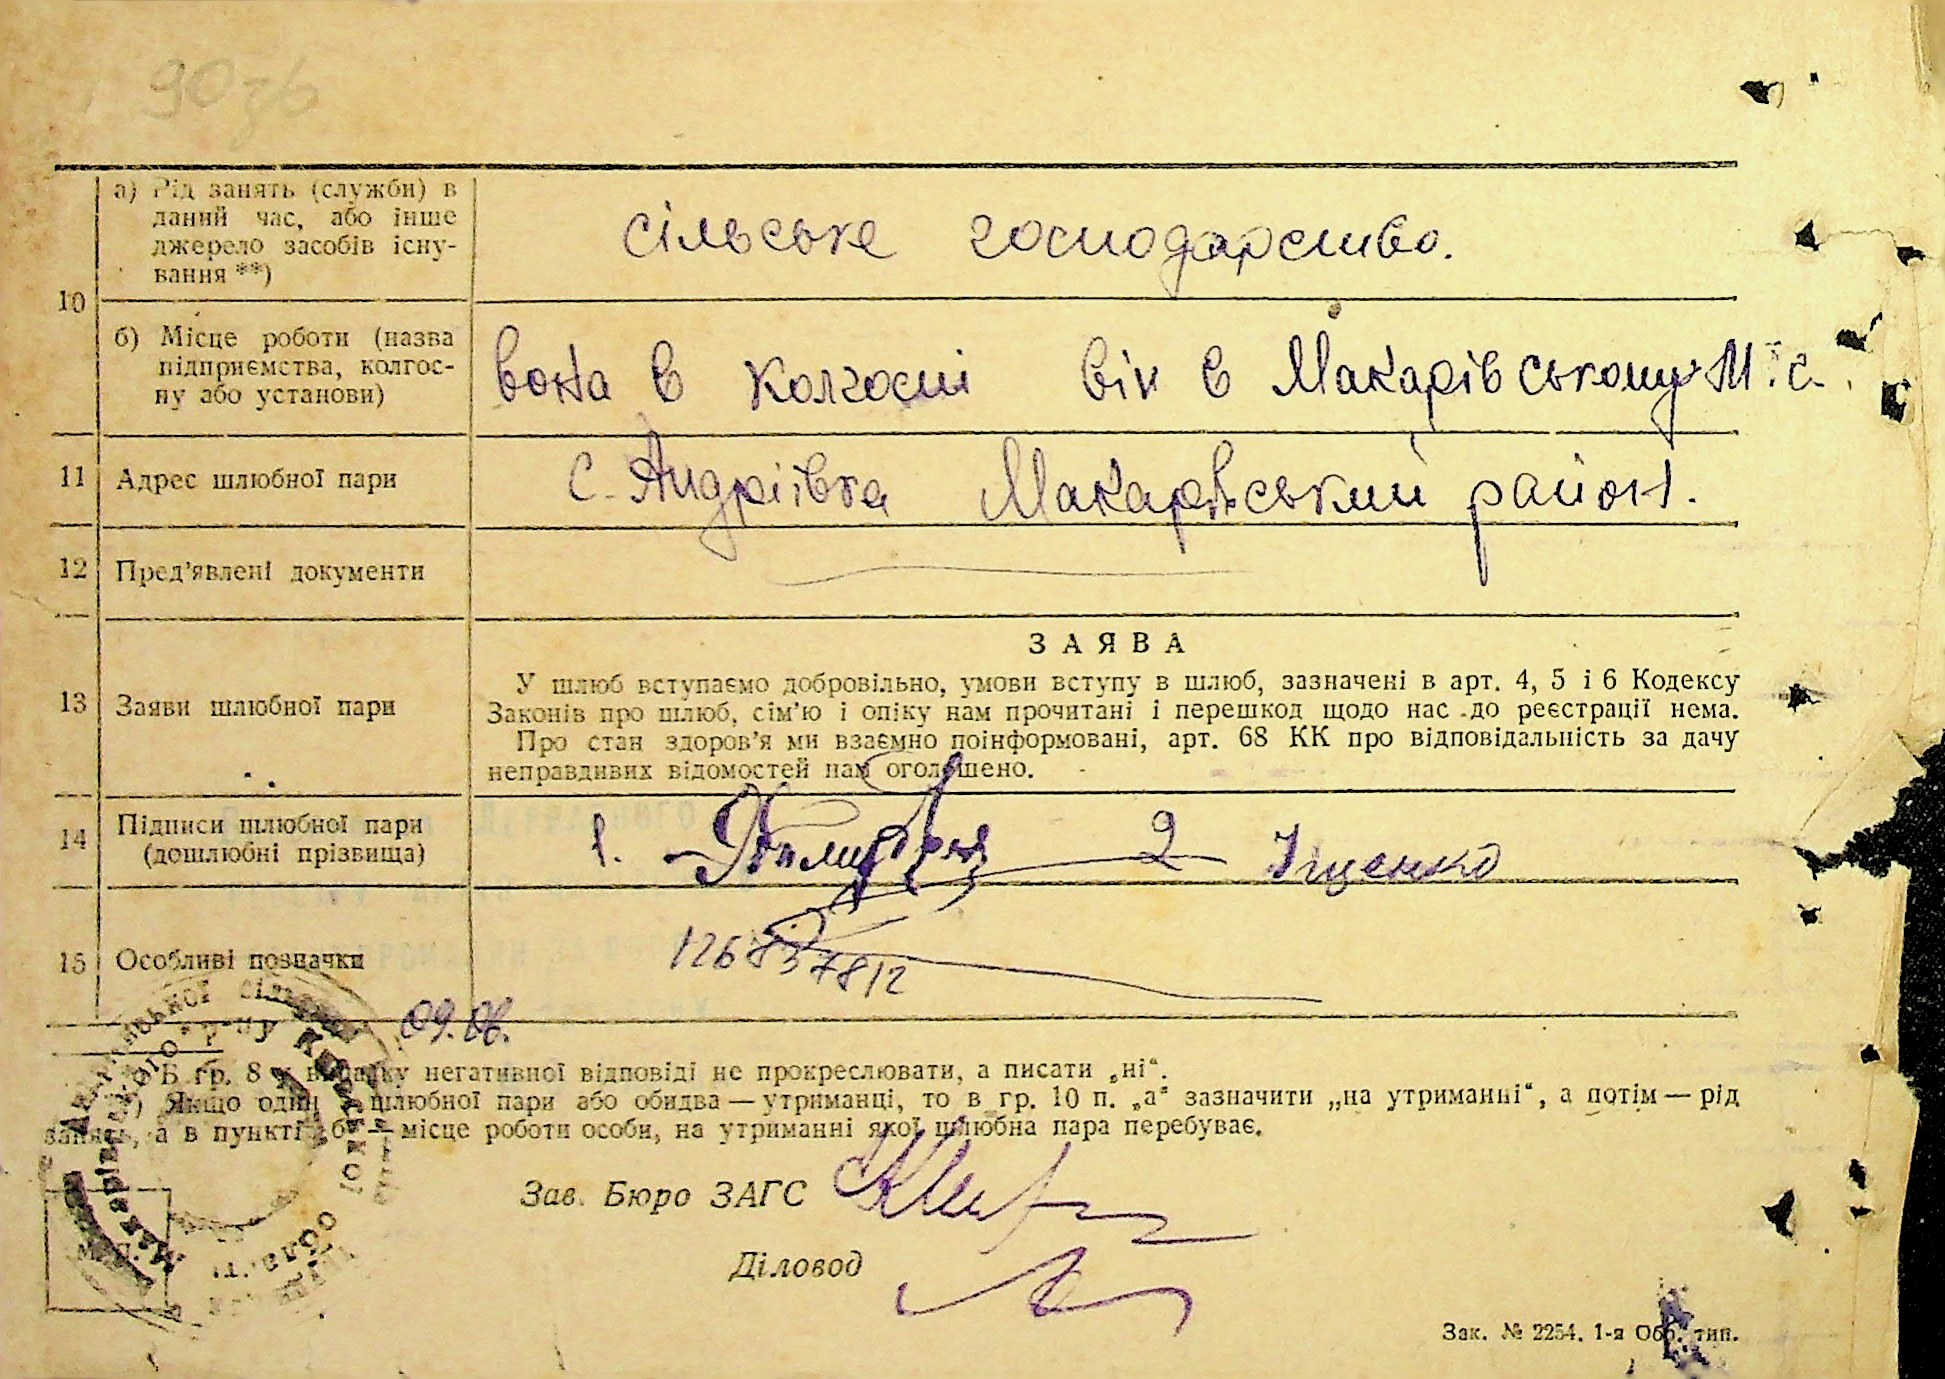 90зв
а) Рід занять (служби) в
даний час, або інше
джерело засобів існу-
вання **)
сільське господарство.
10
б) Місце роботи (назва
підприємства, колгос-
пу або установи)
вона в колгоспі він в Макарівському М.с.
11 Адрес шлюбної пари
с. Андріївка Макарівський район.
12 Пред'явлені документи
ЗАЯВА
13 Заяви шлюбної пари
У шлюб вступаємо добровільно, умови вступу в шлюб, зазначені в арт. 4, 5 і 6 Кодексу
Законів про шлюб, сім'ю і опіку нам прочитані і перешкод щодо нас до реєстрації нема.
Про стан здоров'я ми взаємно поінформовані, арт. 68 КК про відповідальність за дачу
неправдивих відомостей нам оголошено.
14 Підписи шлюбної пари
(дошлюбні прізвища)
1. 2 Іщенко
15 Особливі позначки
126837812
09.06.
*) В гр. 8 у випадку негативної відповіді не прокреслювати, а писати „ні“.
**) Якщо один з шлюбної пари або обидва — утриманці, то в гр. 10 п. „а“ зазначити „на утриманні“, а потім — рід
занять, а в пункті „б“ — місце роботи особи, на утриманні якої шлюбна пара перебуває.
Зав. Бюро ЗАГС
Діловод
М. П.
Зак. № 2254. 1-я Обр. тип.